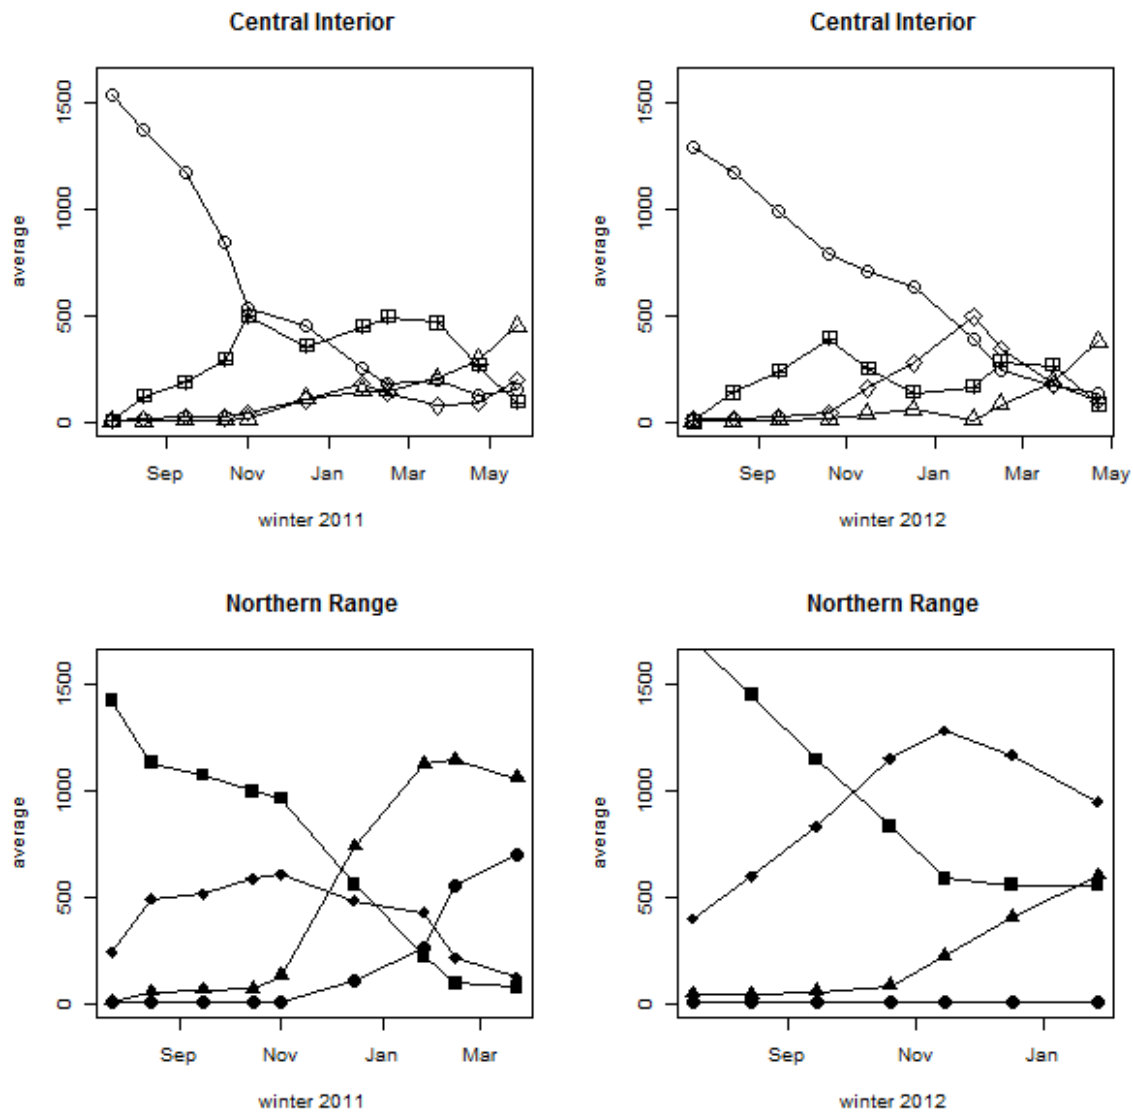 Central Interior
average
1500
1000
500
0
Sep Nov Jan Mar May
winter 2011
Central Interior
average
1500
1000
500
0
Sep Nov Jan Mar May
winter 2012
Northern Range
average
1500
1000
500
0
Sep Nov Jan Mar
winter 2011
Northern Range
average
1500
1000
500
0
Sep Nov Jan
winter 2012